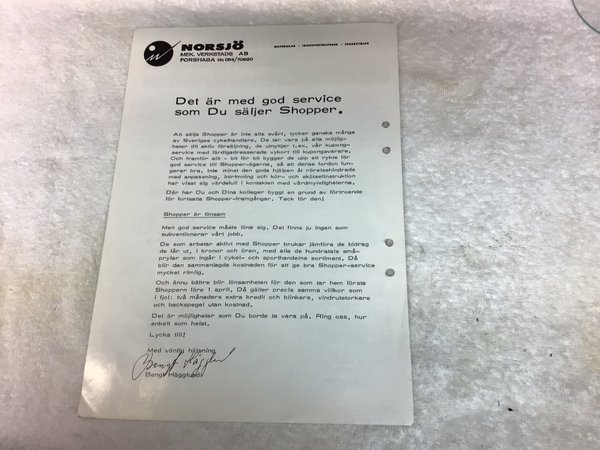 NORSJÖ
MEK. VERKSTADS AB
FORSHAGA tfn 054/70620
MOTORDELAR • TRANSPORTMOPEDER • SPARKCYKLAR
Det är med god service
som Du säljer Shopper.
Att sälja Shopper är inte alls svårt, tycker ganska många
av Sveriges cykelhandlare. De tar vara på alla möjlig-
heter till aktiv försäljning, de utnyttjar t.ex. vår kupong-
service med färdigadresserade vykort till kupongsvarare.
Och framför allt - bit för bit bygger de upp ett rykte för
god service till Shopper-ägarna, så att deras fordon fun-
gerar bra. Inte minst den goda hjälpen åt rörelsehindrade
med anpassning, intrimning och kör- och skötselinstruktion
har visat sig värdefull i kontakten med vårdmyndigheterna.
Där har Du och Dina kolleger byggt en grund av förtroende
för fortsatta Shopper-framgångar. Tack för den!
Shopper är lönsam
Men god service måste löna sig. Det finns ju ingen som
subventionerar vårt jobb.
De som arbetar aktivt med Shopper brukar jämföra de bidrag
de får ut, i kronor och ören, med alla de hundratals små-
prylar som ingår i cykel- och sporthandelns sortiment. Då
blir den sammanlagda kostnaden för att ge bra Shopper-service
mycket rimlig.
Och ännu bättre blir lönsamheten för den som tar hem första
Shoppern före 1 april. Då gäller precis samma villkor som
i fjol: två månaders extra kredit och blinkers, vindrutetorkare
och backspegel utan kostnad.
Det är möjligheter som Du borde ta vara på. Ring oss, hur
enkelt som helst.
Lycka till!
Med vänlig hälsning
Bengt Hägglund
Bengt Hägglund